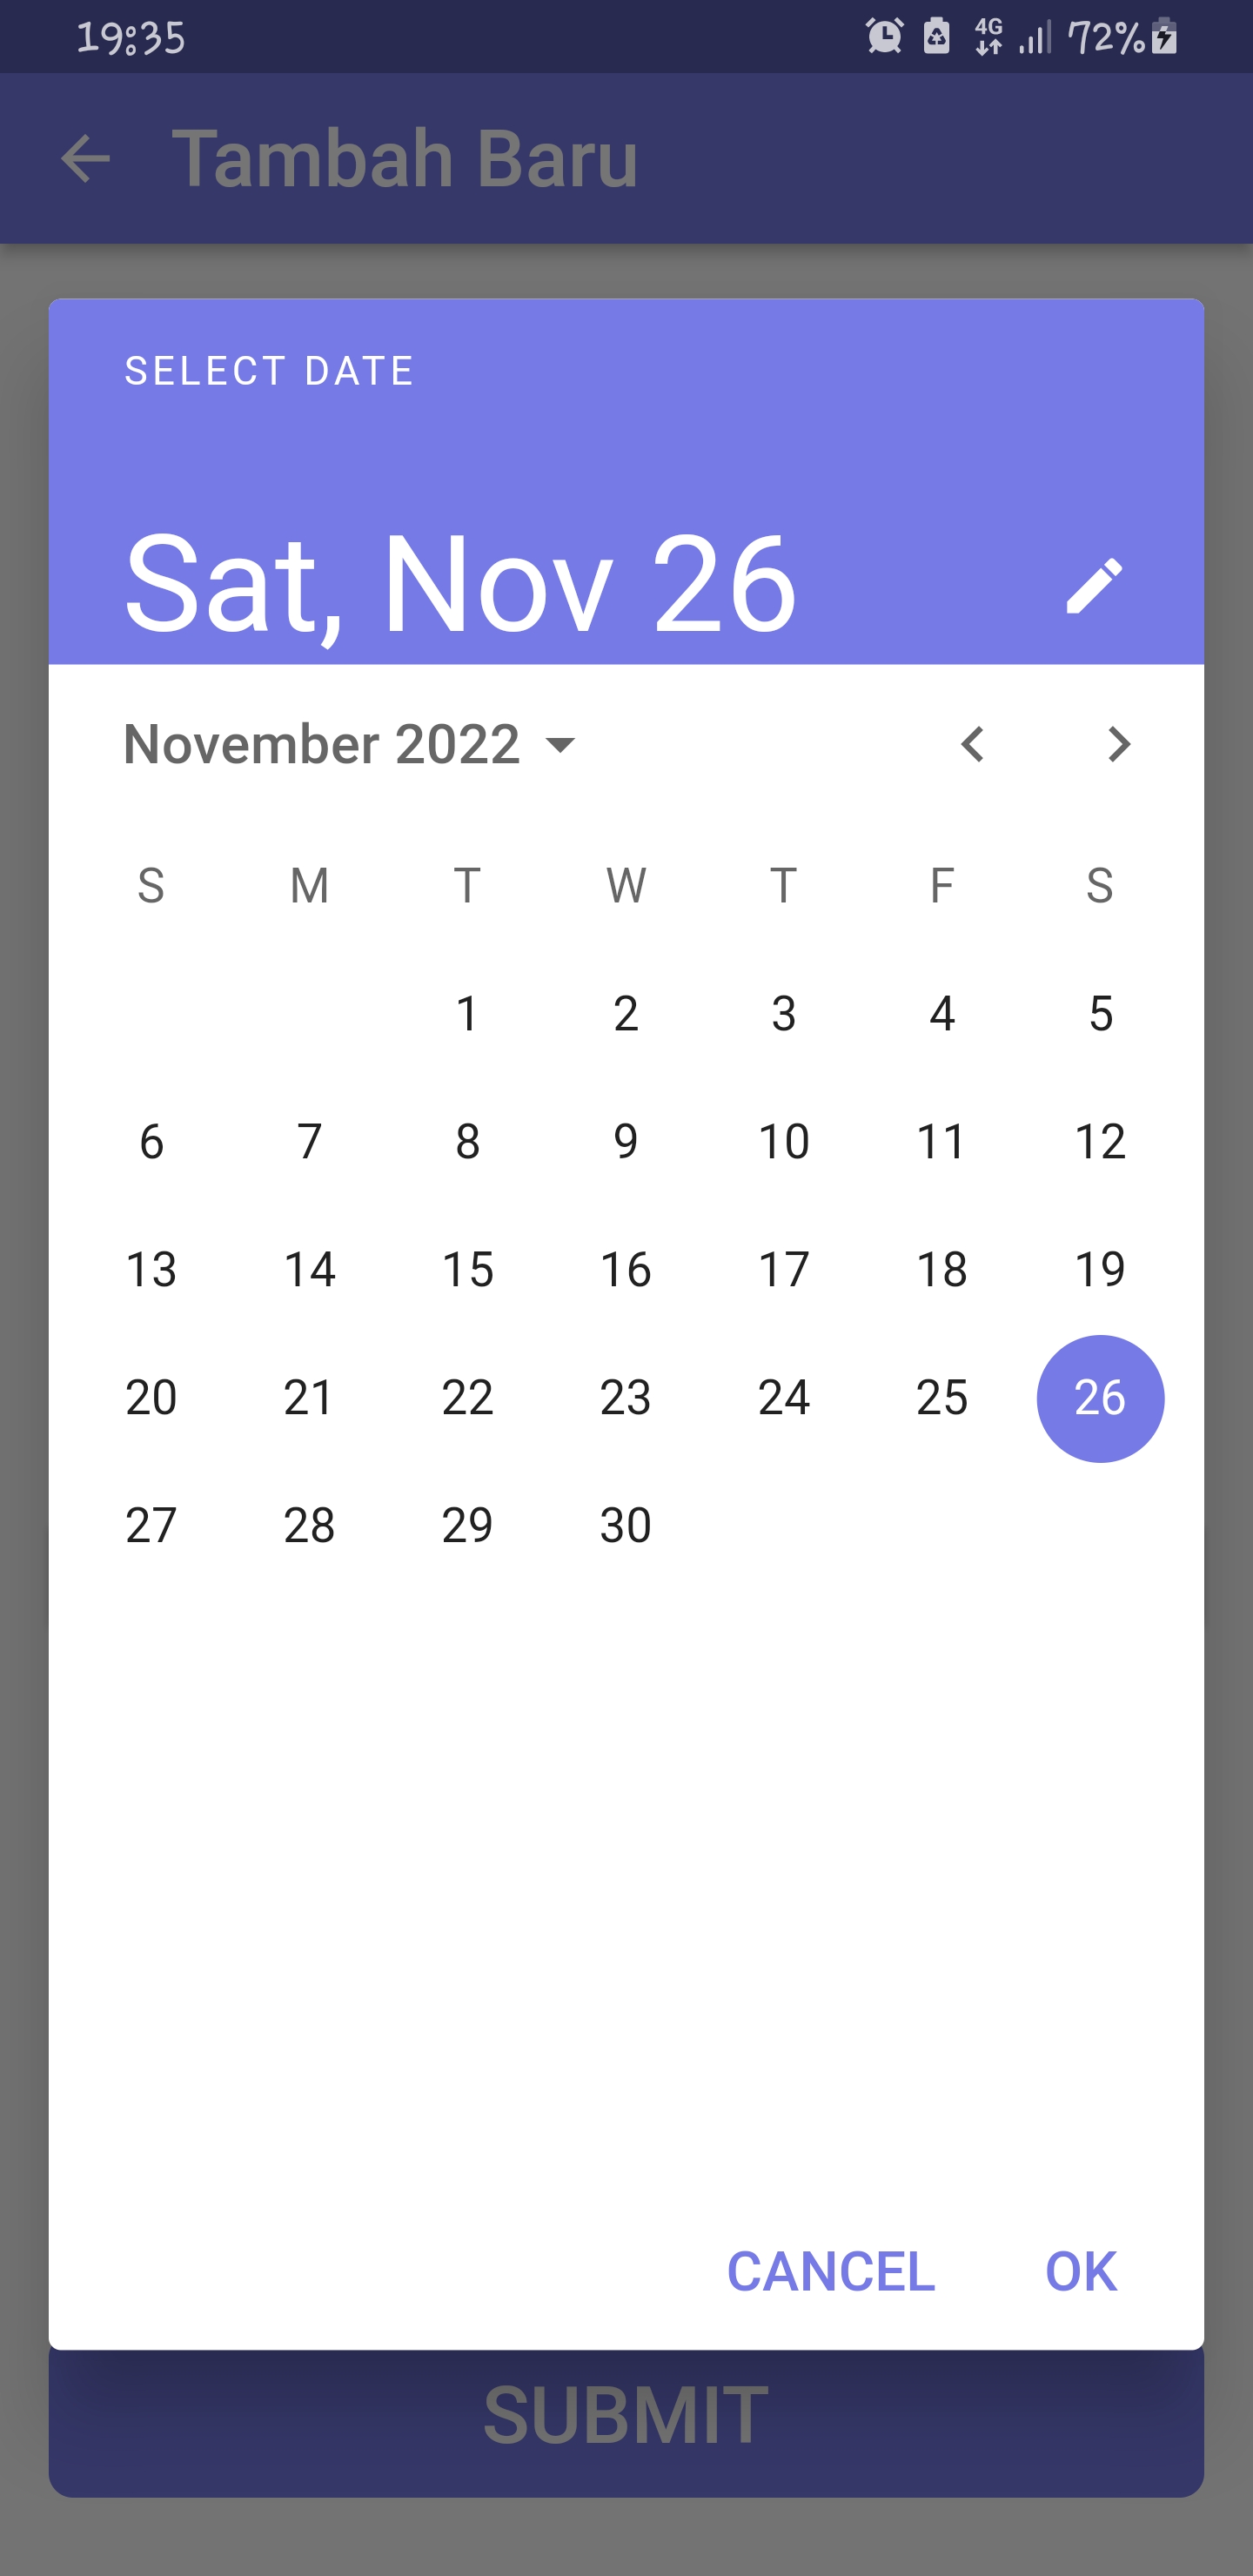 19:35 4G 72%
Tambah Baru
SELECT DATE
Sat, Nov 26
November 2022
S M T W T F S
1 2 3 4 5
6 7 8 9 10 11 12
13 14 15 16 17 18 19
20 21 22 23 24 25 26
27 28 29 30
CANCEL OK
SUBMIT